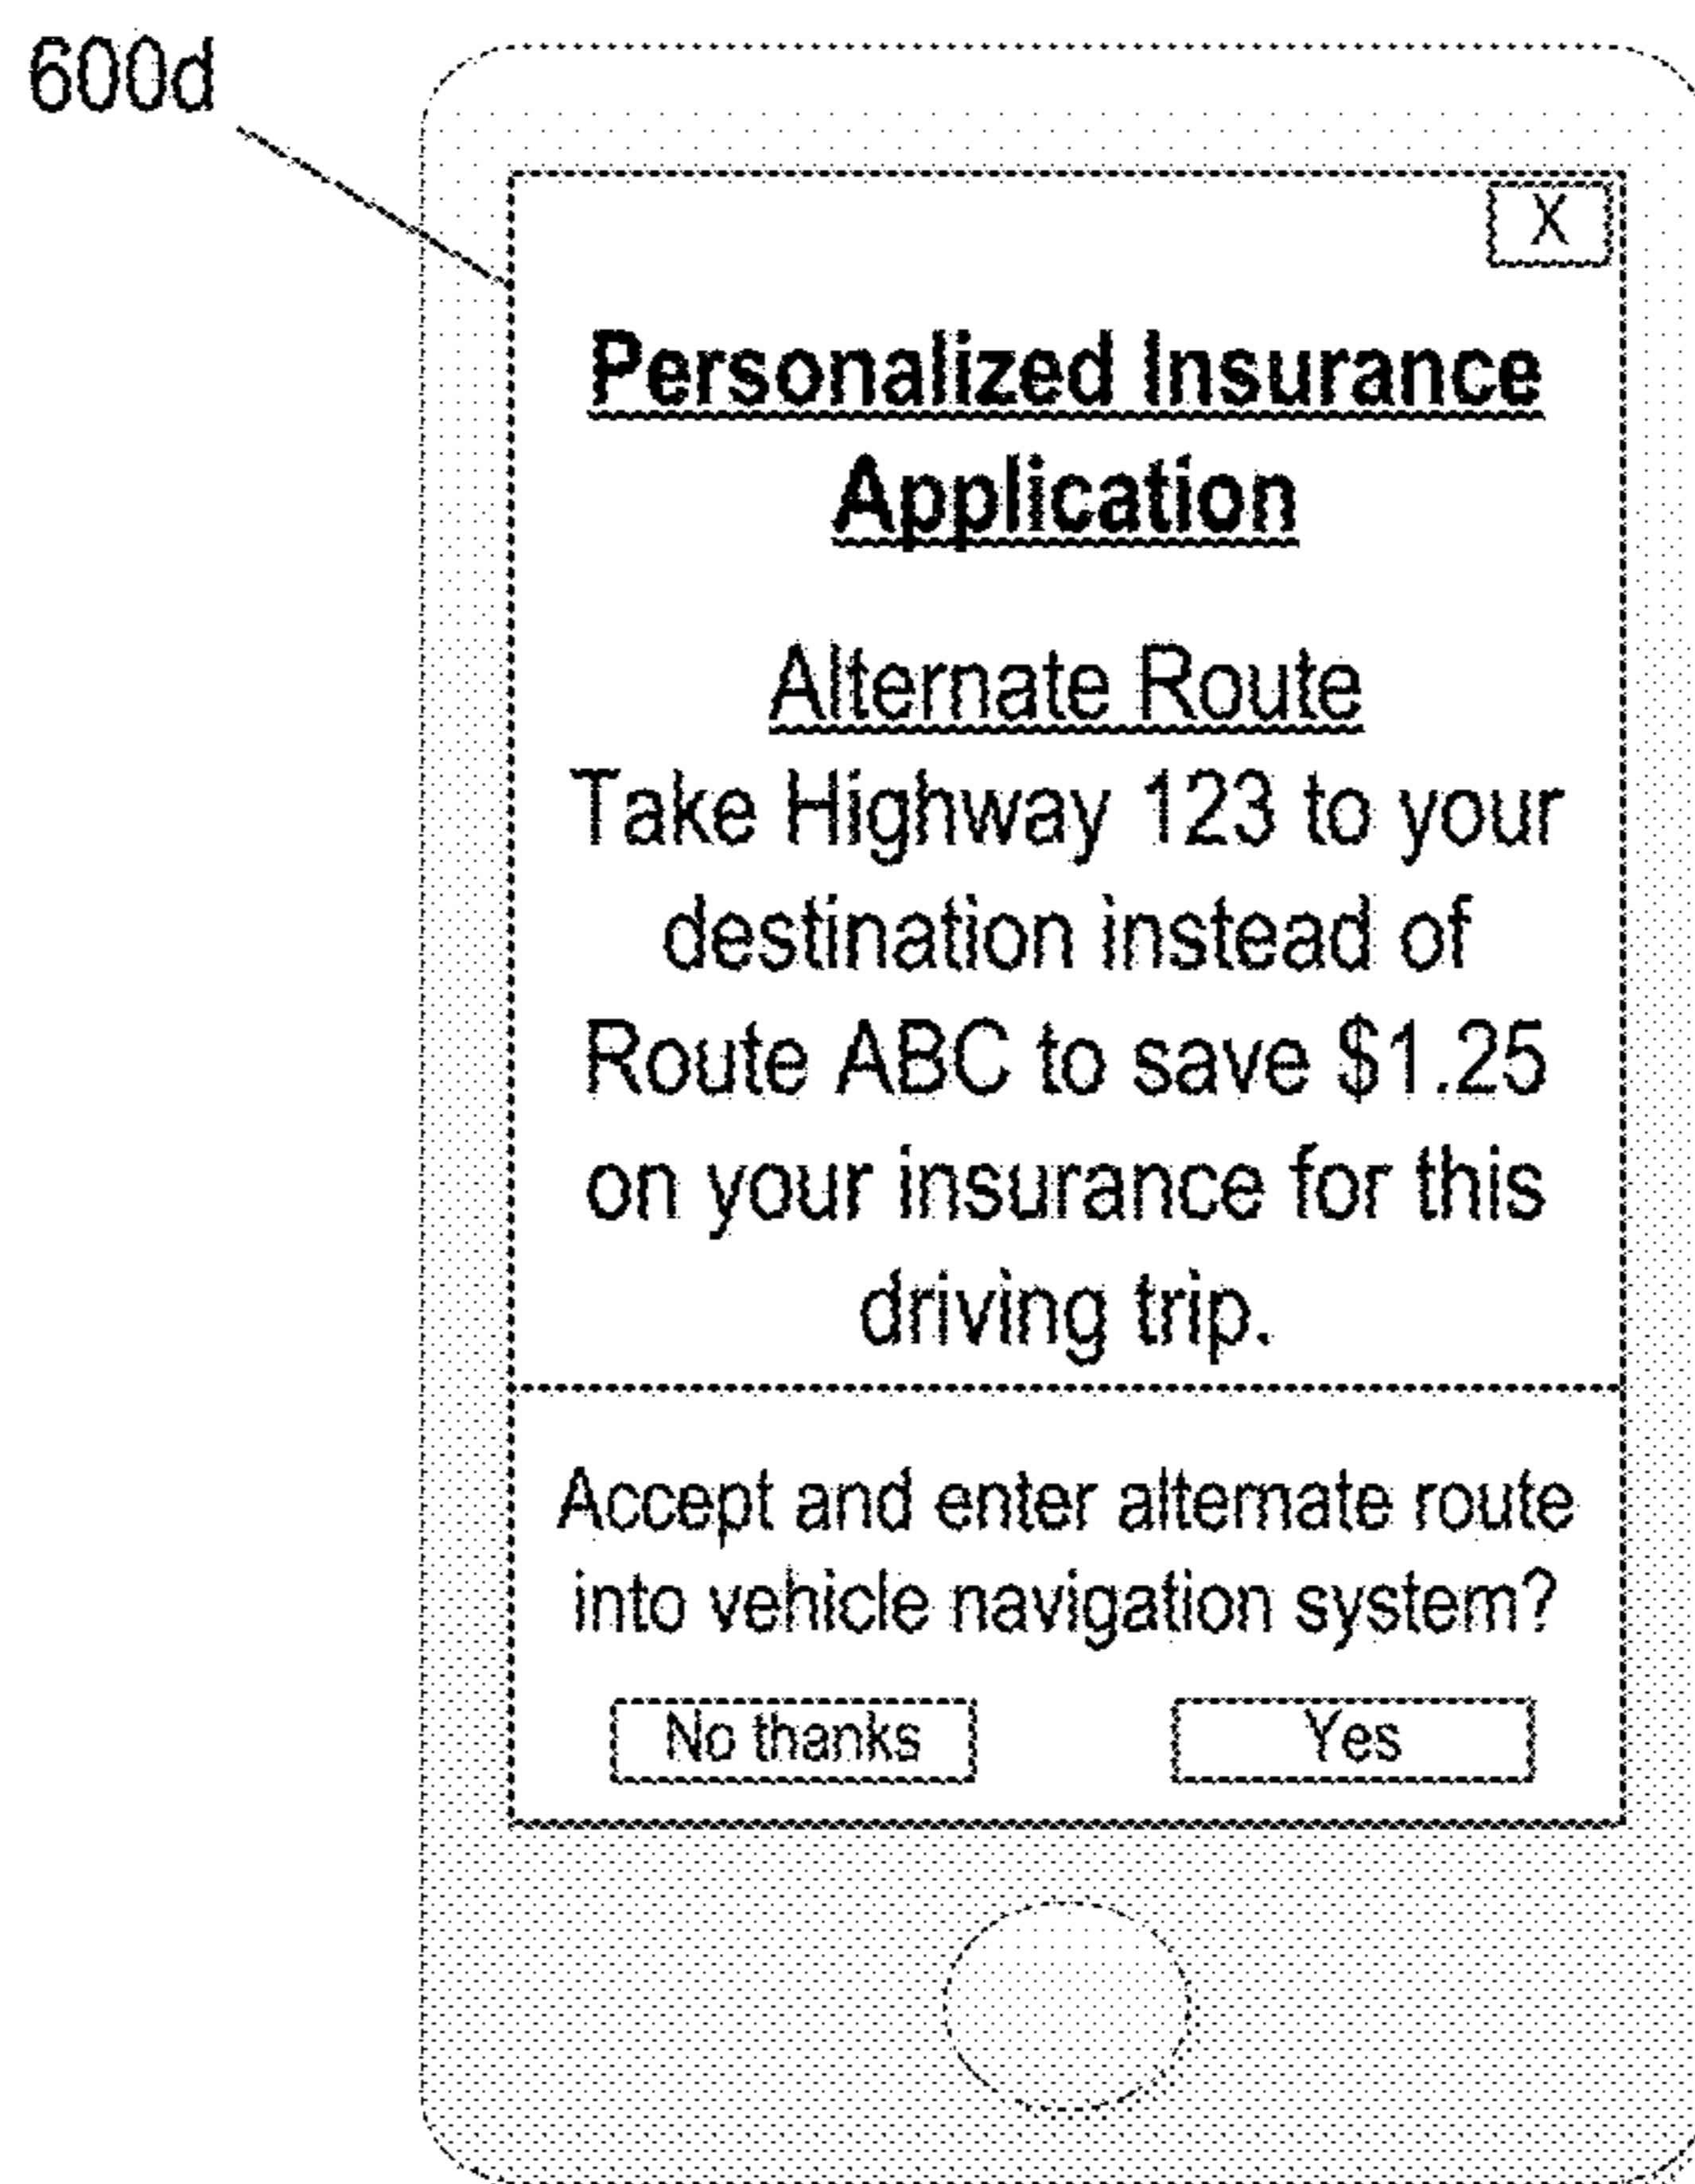 600d
X
Personalized Insurance
Application
Alternate Route
Take Highway 123 to your
destination instead of
Route ABC to save $1.25
on your insurance for this
driving trip.
Accept and enter alternate route
into vehicle navigation system?
No thanks
Yes